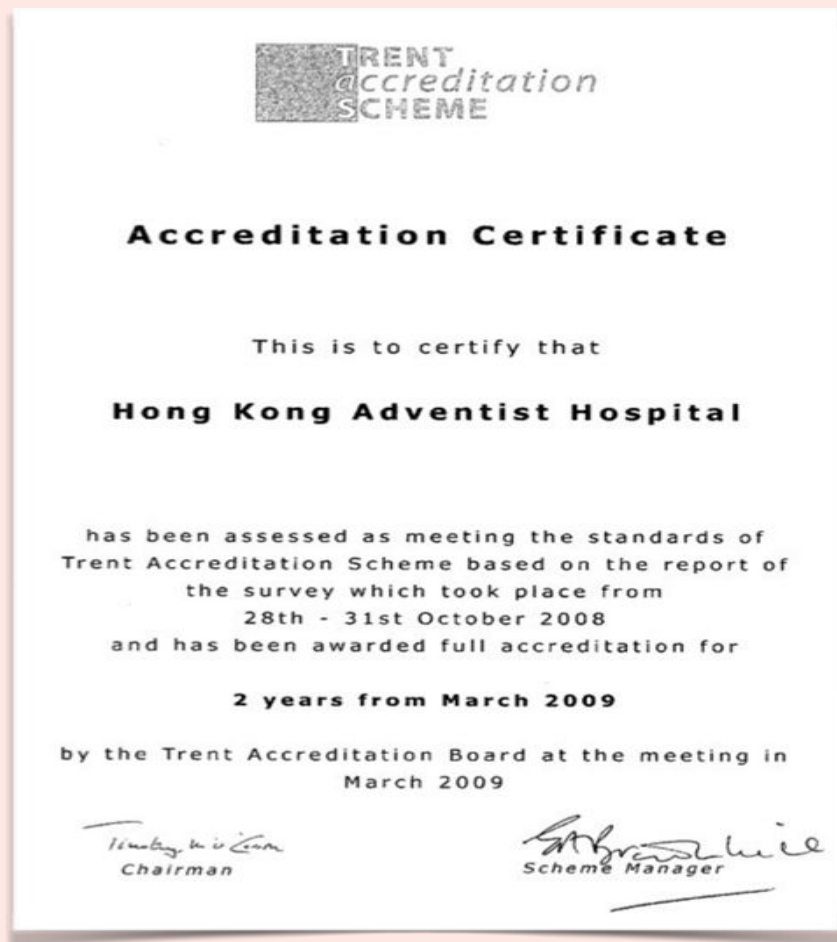 TRENT
accreditation
SCHEME
Accreditation Certificate
This is to certify that
Hong Kong Adventist Hospital
has been assessed as meeting the standards of
Trent Accreditation Scheme based on the report of
the survey which took place from
28th - 31st October 2008
and has been awarded full accreditation for
2 years from March 2009
by the Trent Accreditation Board at the meeting in
March 2009
Chairman
Scheme Manager